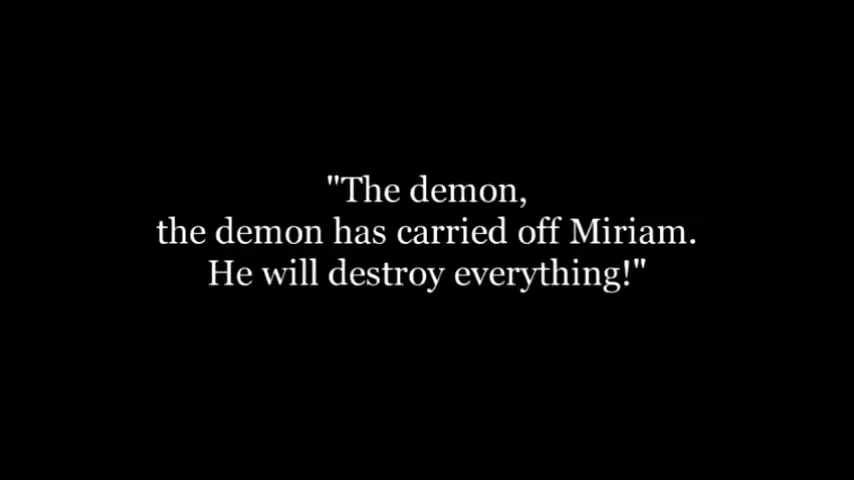 "The demon,
the demon has carried off Miriam.
He will destroy everything!"